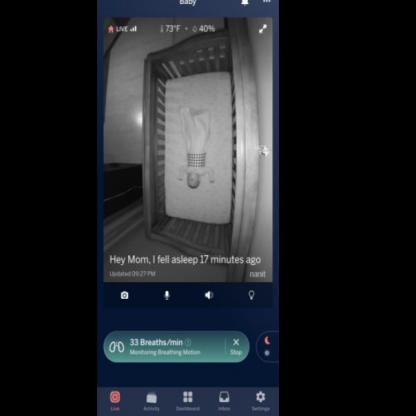 Baby
LIVE 73°F • 40%
Hey Mom, I fell asleep 17 minutes ago
Updated 09:27 PM nanit
33 Breaths/min
Monitoring Breathing Motion
Stop
Live Activity Dashboard Inbox Settings